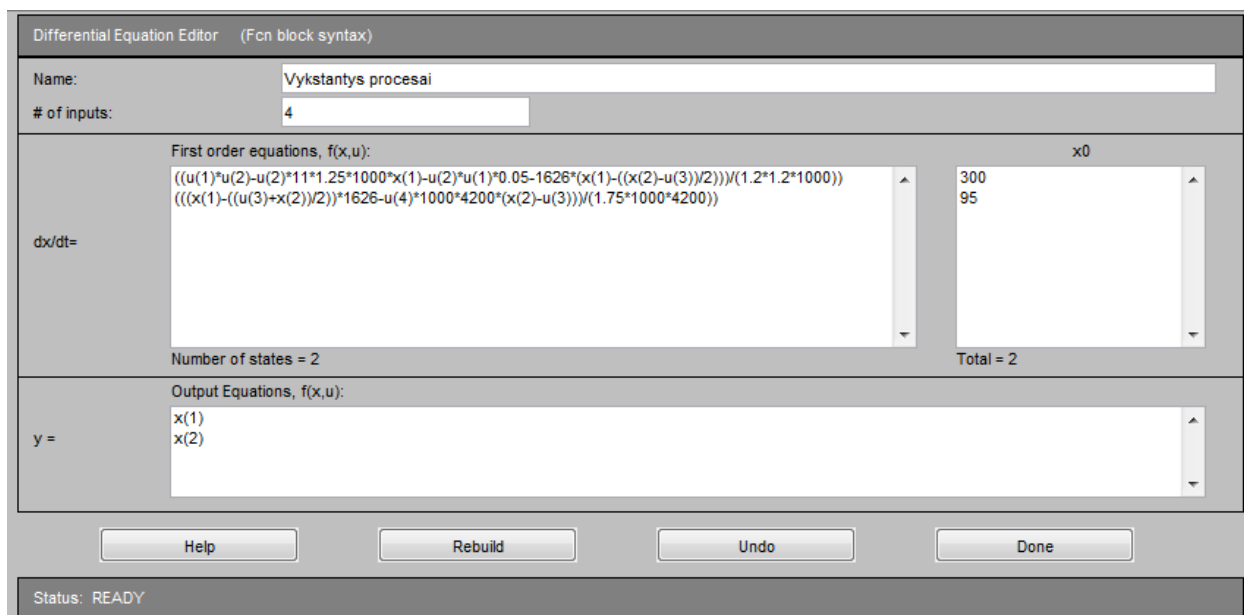 Differential Equation Editor (Fcn block syntax)
Name: Vykstantys procesai
# of inputs: 4
First order equations, f(x,u): x0
((u(1)*u(2)-u(2)*11*1.25*1000*x(1)-u(2)*u(1)*0.05-1626*(x(1)-((x(2)-u(3))/2)))/(1.2*1.2*1000)) 300
(((x(1)-((u(3)+x(2))/2))*1626-u(4)*1000*4200*(x(2)-u(3)))/(1.75*1000*4200)) 95
dx/dt=
Number of states = 2 Total = 2
Output Equations, f(x,u):
x(1)
y = x(2)
Help Rebuild Undo Done
Status: READY